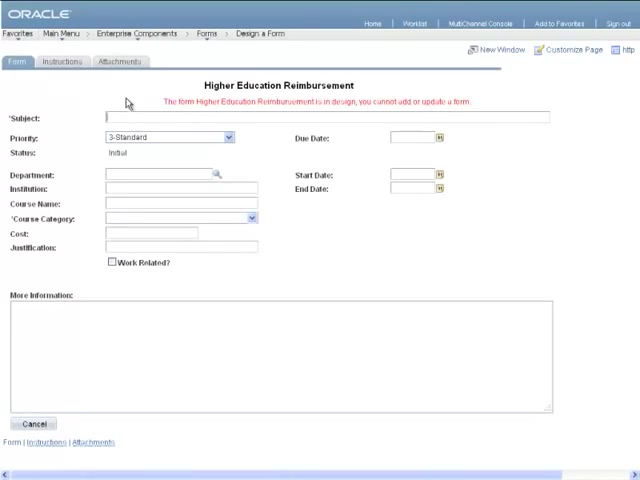 ORACLE
Home Worklist MultiChannel Console Add to Favorites Sign out
Favorites Main Menu > Enterprise Components > Forms > Design a Form
New Window Customize Page http
Form Instructions Attachments
Higher Education Reimbursement
The form Higher Education Reimbursement is in design, you cannot add or update a form.
*Subject:
Priority: 3-Standard Due Date:
Status: Initial
Department: Start Date:
Institution: End Date:
Course Name:
*Course Category:
Cost:
Justification:
Work Related?
More Information:
Cancel
Form | Instructions | Attachments